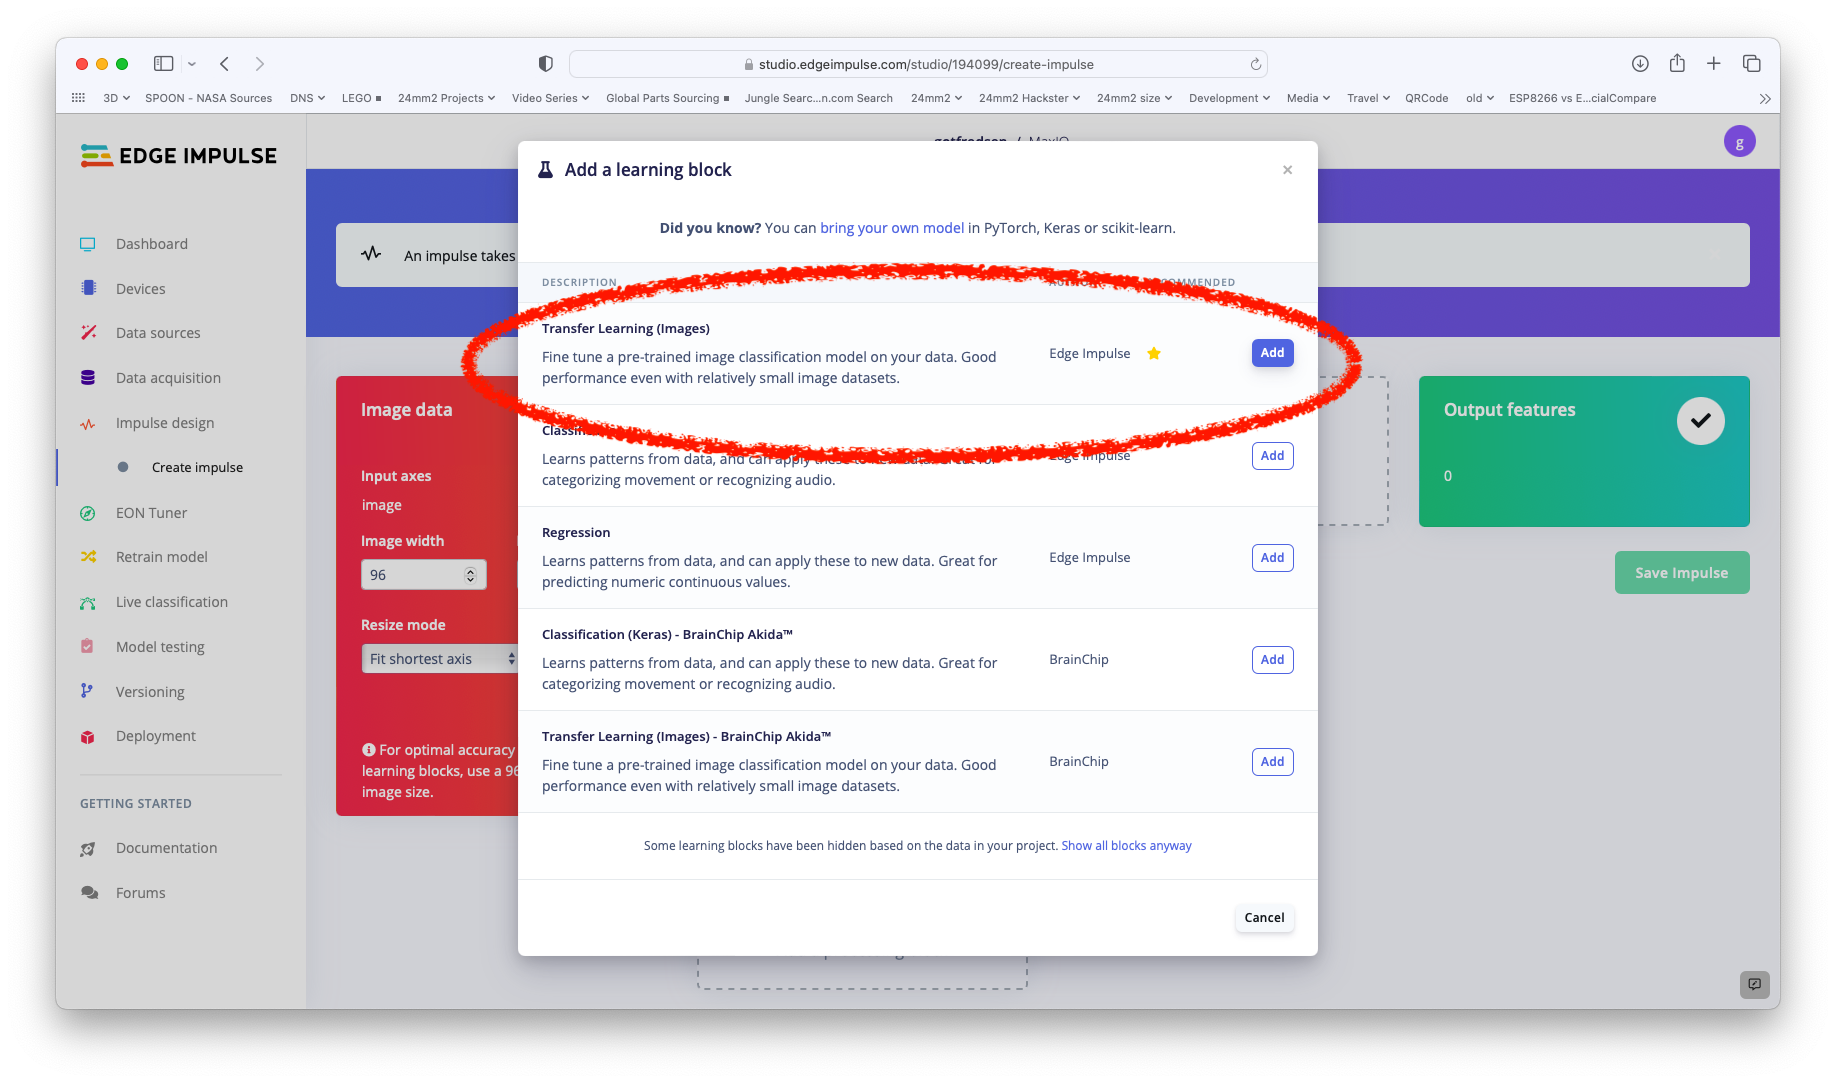 studio.edgeimpulse.com/studio/194099/create-impulse
3D SPOON - NASA Sources DNS LEGO 24mm2 Projects Video Series Global Parts Sourcing Jungle Searc...n.com Search 24mm2 24mm2 Hackster 24mm2 size Development Media Travel QRCode old ESP8266 vs E...cialCompare
EDGE IMPULSE
Dashboard
Devices
Data sources
Data acquisition
Impulse design
Create impulse
EON Tuner
Retrain model
Live classification
Model testing
Versioning
Deployment
GETTING STARTED
Documentation
Forums
g
An impulse takes
Image data
Input axes
image
Image width
96
Resize mode
Fit shortest axis
For optimal accuracy
learning blocks, use a 96
image size.
Add a learning block
×
Did you know? You can bring your own model in PyTorch, Keras or scikit-learn.
DESCRIPTION
Transfer Learning (Images)
Fine tune a pre-trained image classification model on your data. Good
performance even with relatively small image datasets.
Edge Impulse
Add
Learns patterns from data, and can apply these to new data. Great for
categorizing movement or recognizing audio.
Edge Impulse
Add
Regression
Learns patterns from data, and can apply these to new data. Great for
predicting numeric continuous values.
Edge Impulse
Add
Classification (Keras) - BrainChip Akida™
Learns patterns from data, and can apply these to new data. Great for
categorizing movement or recognizing audio.
BrainChip
Add
Transfer Learning (Images) - BrainChip Akida™
Fine tune a pre-trained image classification model on your data. Good
performance even with relatively small image datasets.
BrainChip
Add
Some learning blocks have been hidden based on the data in your project. Show all blocks anyway
Cancel
Output features
0
Save Impulse